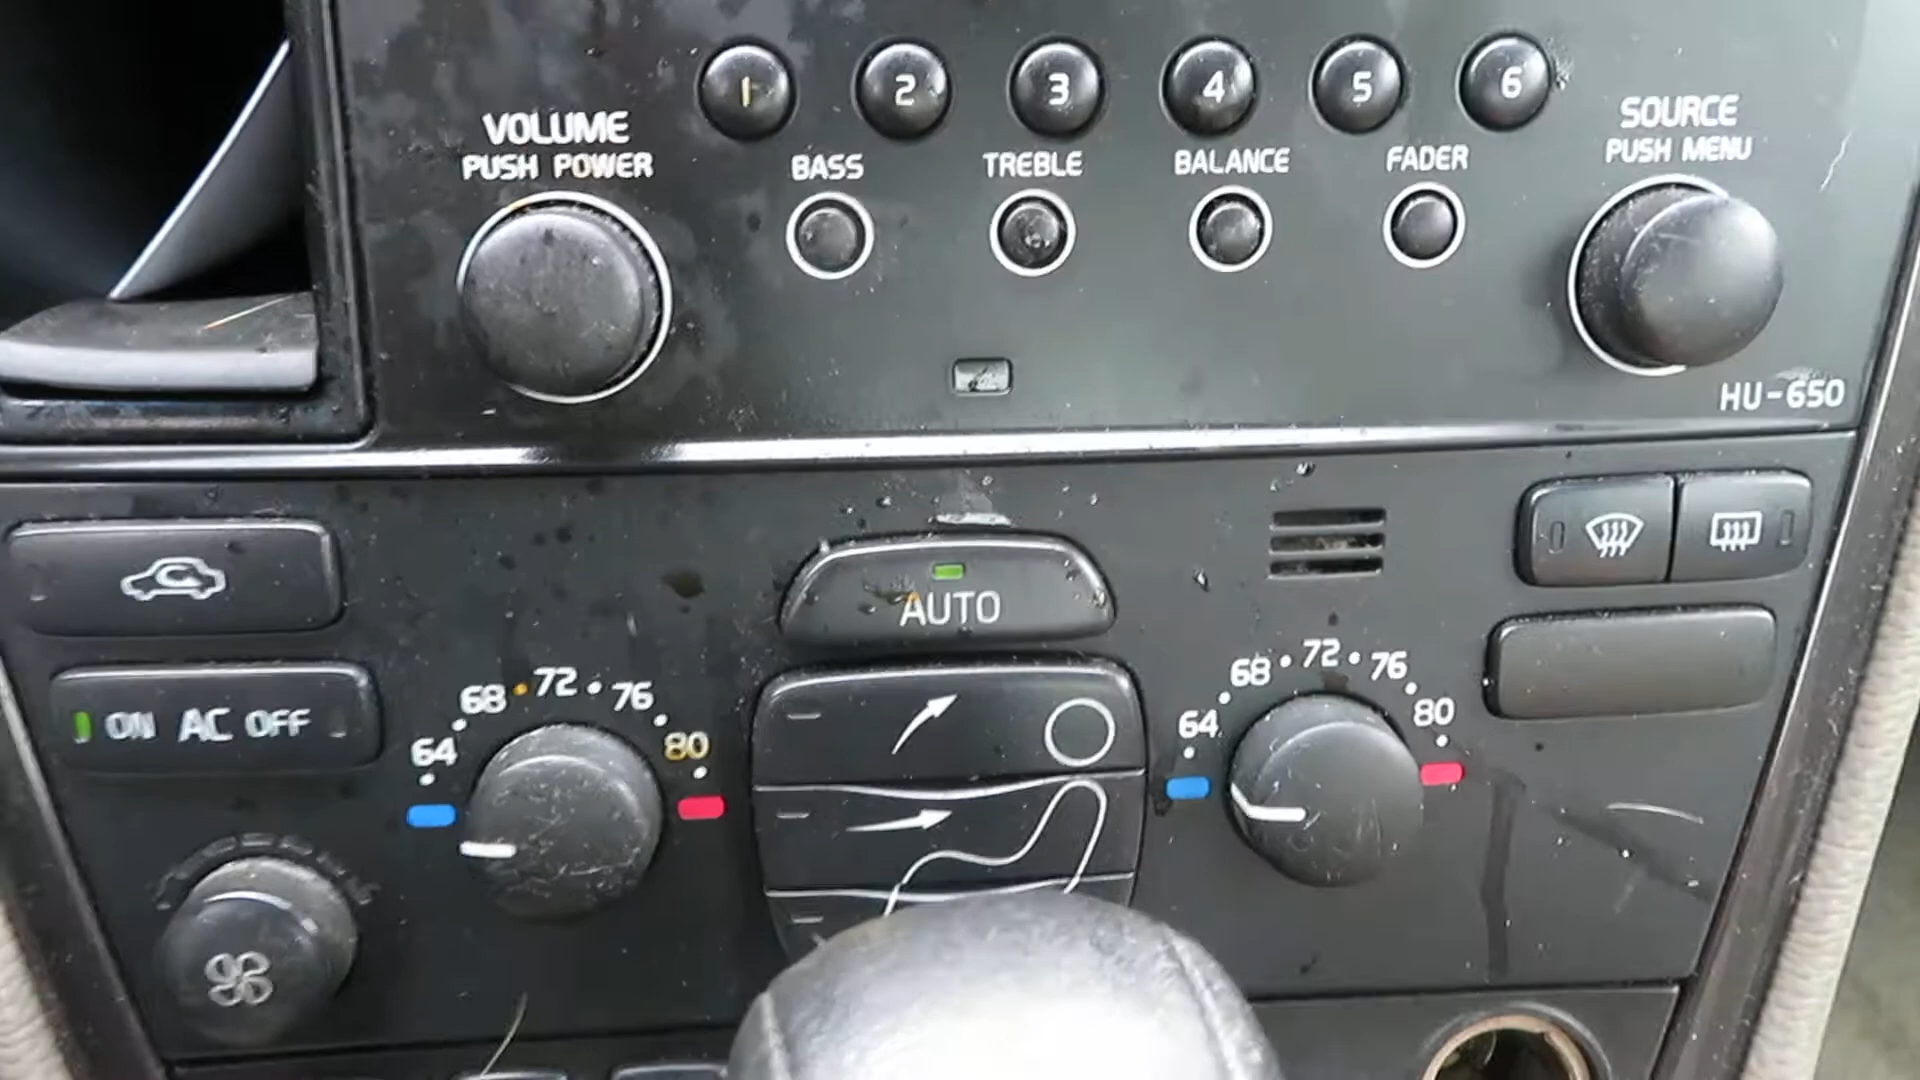 1 2 3 4 5 6
VOLUME
PUSH POWER
BASS
TREBLE
BALANCE
FADER
SOURCE
PUSH MENU
HU-650
AUTO
ON AC OFF
64 68 72 76 80
64 68 72 76 80